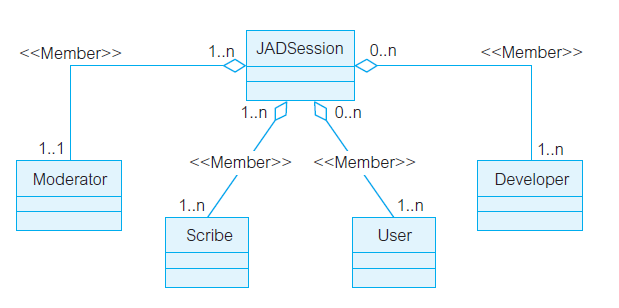 <<Member>>
1..n
JADSession
0..n
<<Member>>
1..n
0..n
1..1
<<Member>>
<<Member>>
1..n
Moderator
Developer
1..n
1..n
Scribe
User